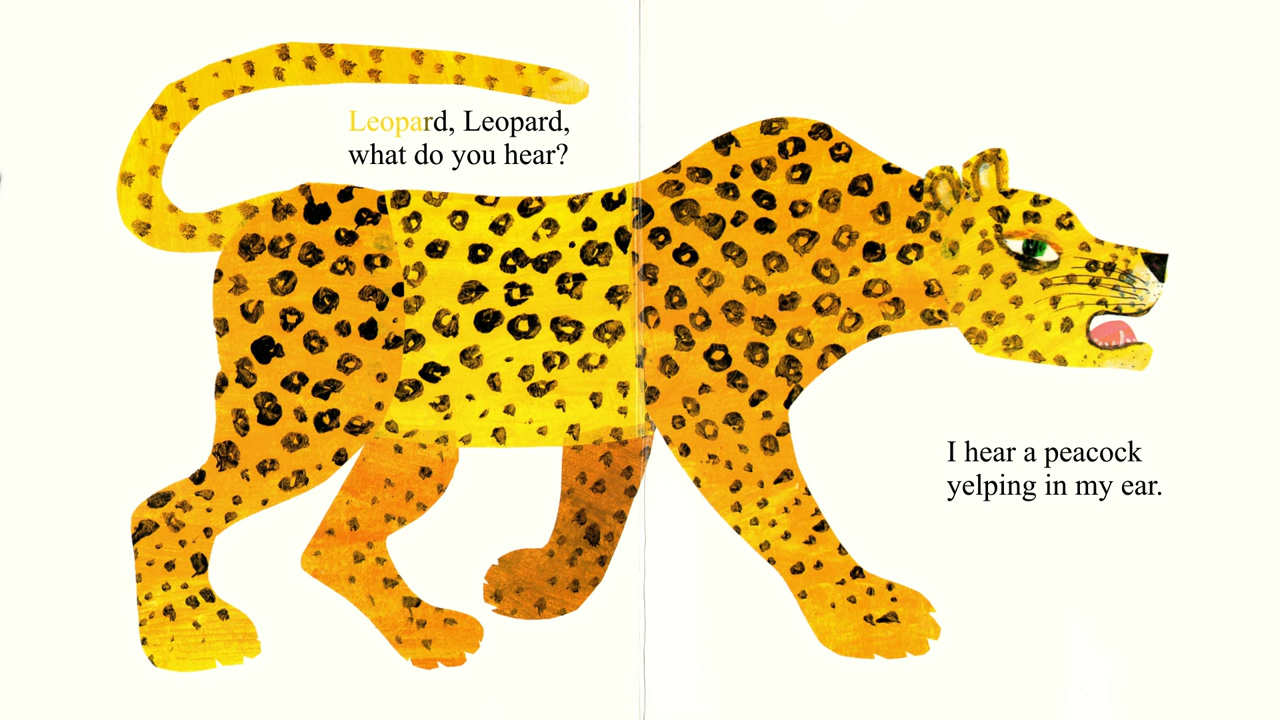 Leopard, Leopard,
what do you hear?
I hear a peacock
yelping in my ear.